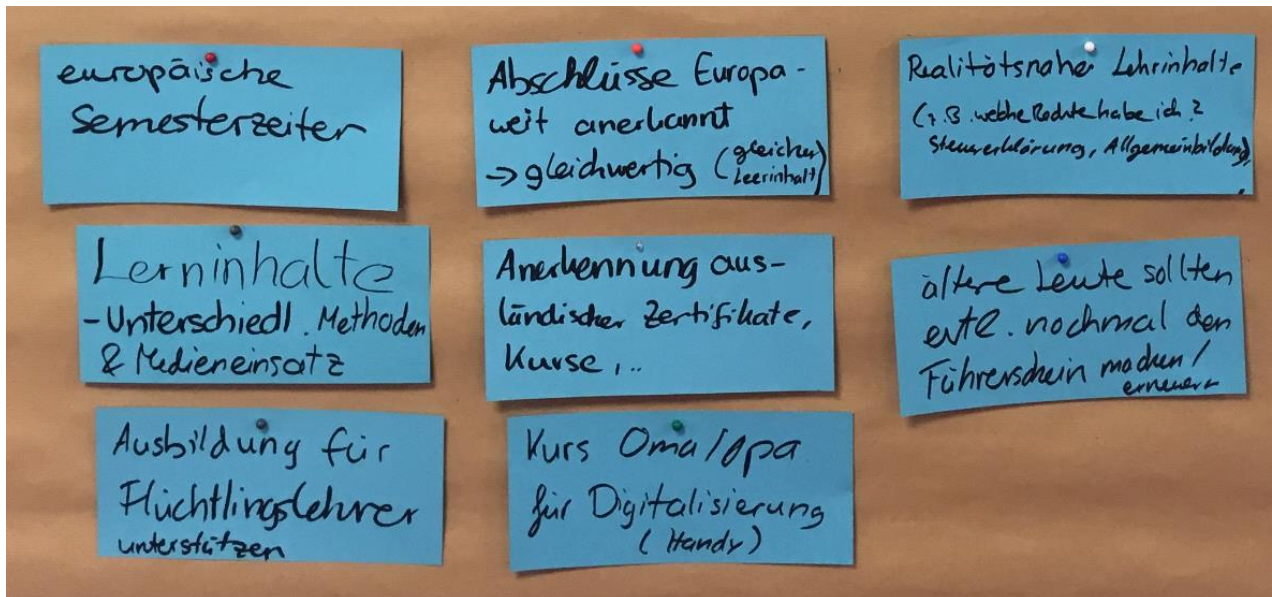 europäische
Semesterzeiten
Abschlüsse Europa-
weit anerkannt
→ gleichwertig (gleicher
Leerinhalt)
Realitätsnahe Lehrinhalte
(z.B. welche Rechte habe ich?
Steuererklärung, Allgemeinbildung),
Lerninhalte
- Unterschiedl. Methoden
& Medieneinsatz
Anerkennung aus-
ländischer Zertifikate,
Kurse,..
ältere Leute sollten
evtl. nochmal den
Führerschein machen/
erneuern
Ausbildung für
Flüchtlingslehrer
unterstützen
Kurs Oma/Opa
für Digitalisierung
(Handy)